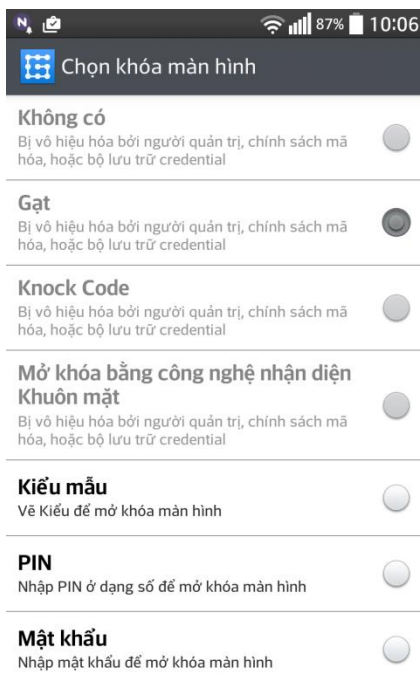 87% 10:06
Chọn khóa màn hình
Không có
Bị vô hiệu hóa bởi người quản trị, chính sách mã
hóa, hoặc bộ lưu trữ credential
Gạt
Bị vô hiệu hóa bởi người quản trị, chính sách mã
hóa, hoặc bộ lưu trữ credential
Knock Code
Bị vô hiệu hóa bởi người quản trị, chính sách mã
hóa, hoặc bộ lưu trữ credential
Mở khóa bằng công nghệ nhận diện
Khuôn mặt
Bị vô hiệu hóa bởi người quản trị, chính sách mã
hóa, hoặc bộ lưu trữ credential
Kiểu mẫu
Vẽ Kiểu để mở khóa màn hình
PIN
Nhập PIN ở dạng số để mở khóa màn hình
Mật khẩu
Nhập mật khẩu để mở khóa màn hình